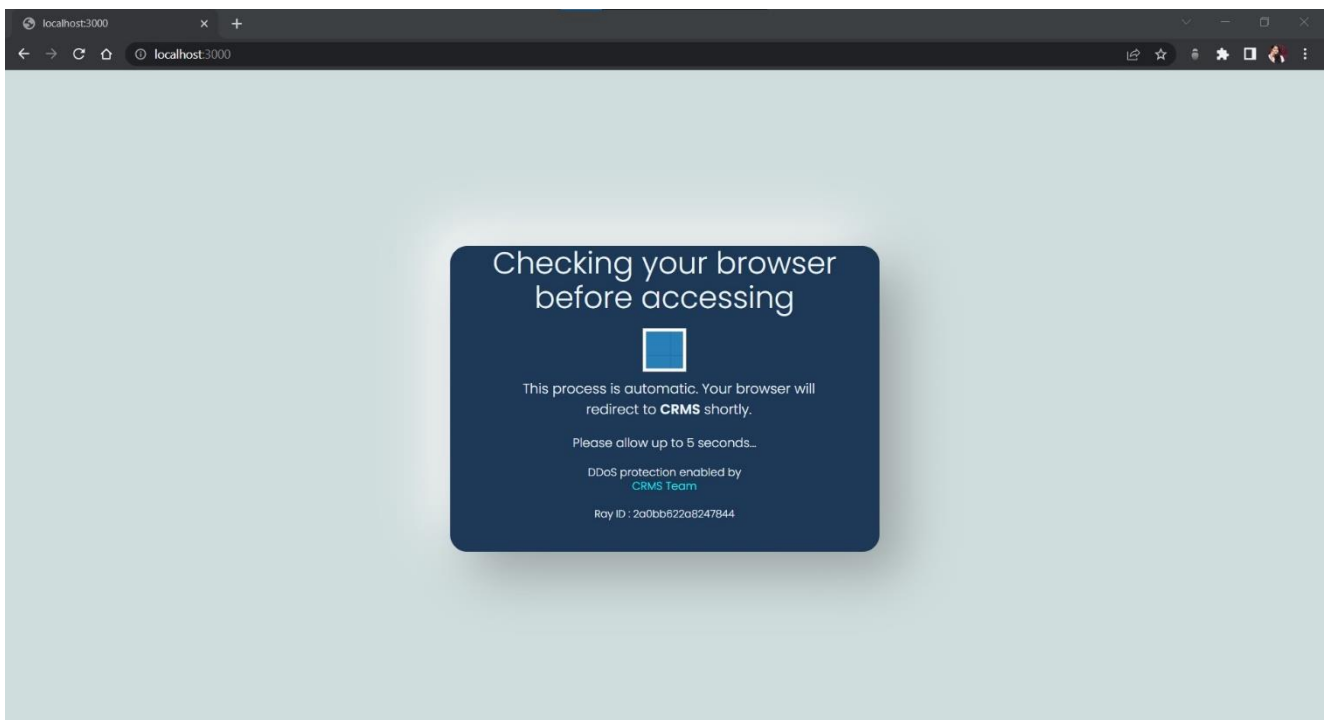 localhost:3000
localhost:3000
Checking your browser
before accessing
This process is automatic. Your browser will
redirect to CRMS shortly.
Please allow up to 5 seconds...
DDoS protection enabled by
CRMS Team
Ray ID : 2a0bb622a8247844